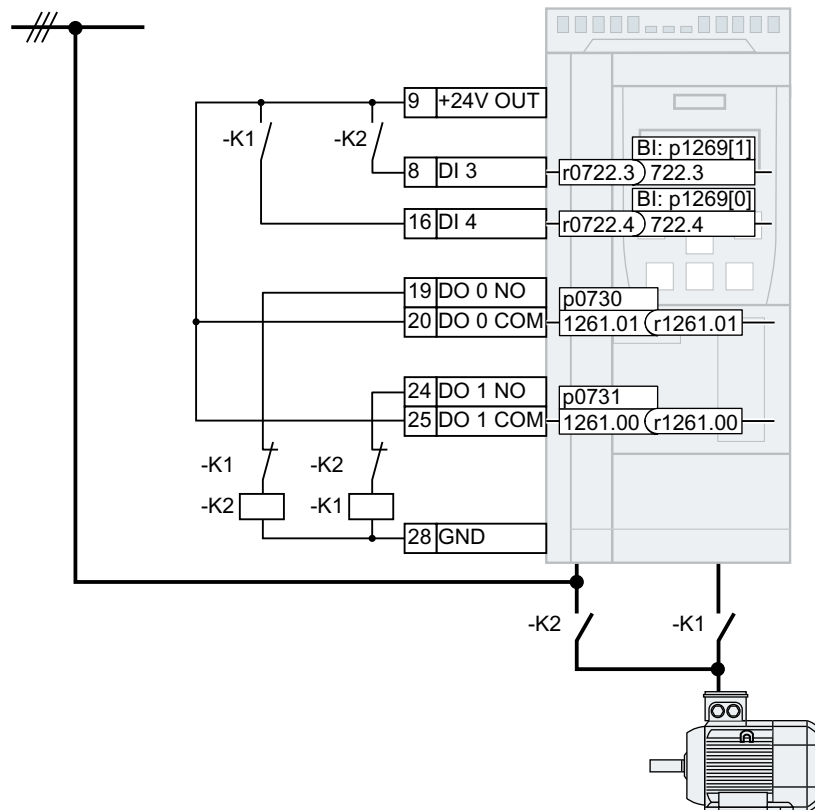 9 +24V OUT
-K1 -K2
BI: p1269[1]
8 DI 3 r0722.3 722.3
BI: p1269[0]
16 DI 4 r0722.4 722.4
19 DO 0 NO
p0730
20 DO 0 COM 1261.01 r1261.01
24 DO 1 NO
p0731
25 DO 1 COM 1261.00 r1261.00
-K1 -K2
-K2 -K1
28 GND
-K2 -K1